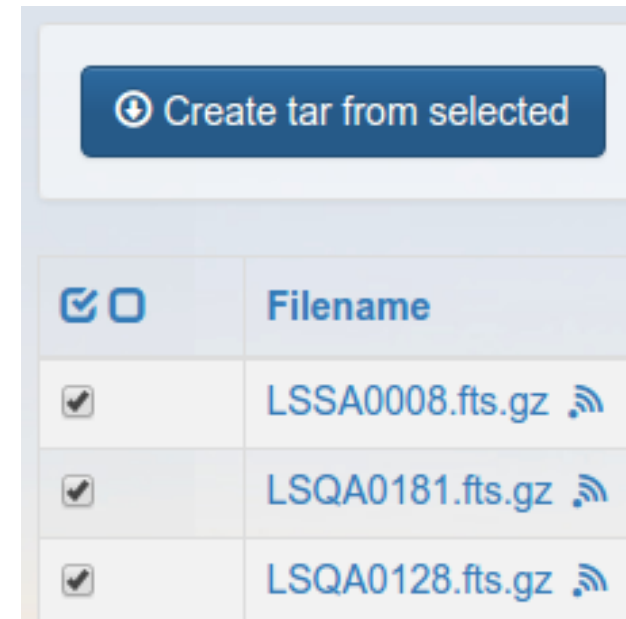 Create tar from selected
Filename
LSSA0008.fts.gz
LSQA0181.fts.gz
LSQA0128.fts.gz